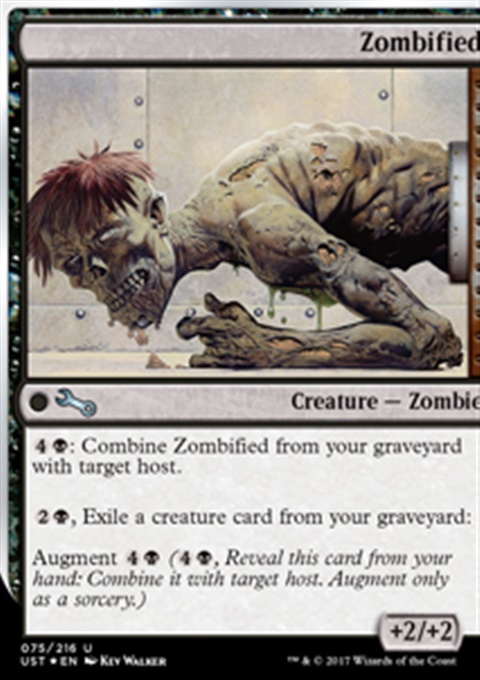 Zombified
Creature — Zombie
4: Combine Zombified from your graveyard
with target host.
2, Exile a creature card from your graveyard:
Augment 4 (4, Reveal this card from your
hand: Combine it with target host. Augment only
as a sorcery.)
+2/+2
075/216 U
UST EN Kev Walker
™ & © 2017 Wizards of the Coast